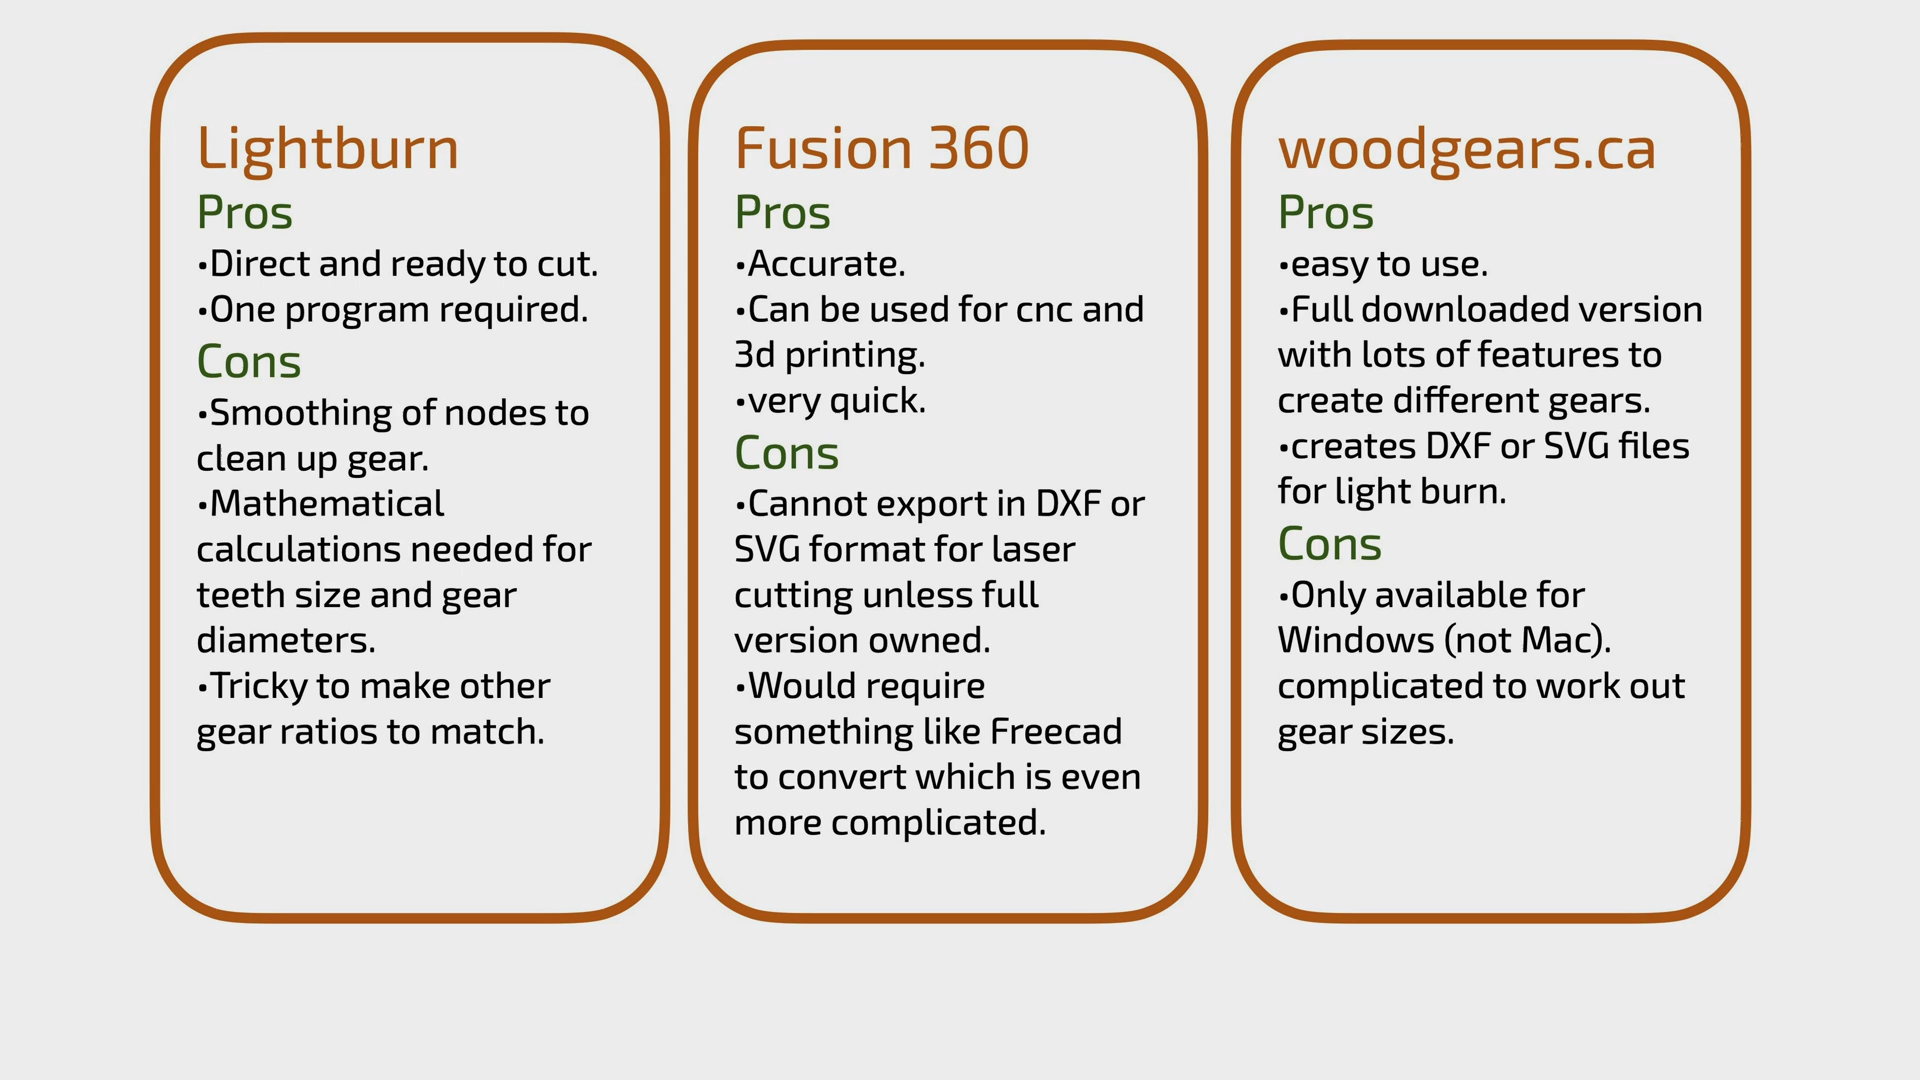 Lightburn
Pros
•Direct and ready to cut.
•One program required.
Cons
•Smoothing of nodes to
clean up gear.
•Mathematical
calculations needed for
teeth size and gear
diameters.
•Tricky to make other
gear ratios to match.
Fusion 360
Pros
•Accurate.
•Can be used for cnc and
3d printing.
•very quick.
Cons
•Cannot export in DXF or
SVG format for laser
cutting unless full
version owned.
•Would require
something like Freecad
to convert which is even
more complicated.
woodgears.ca
Pros
•easy to use.
•Full downloaded version
with lots of features to
create different gears.
•creates DXF or SVG files
for light burn.
Cons
•Only available for
Windows (not Mac).
complicated to work out
gear sizes.